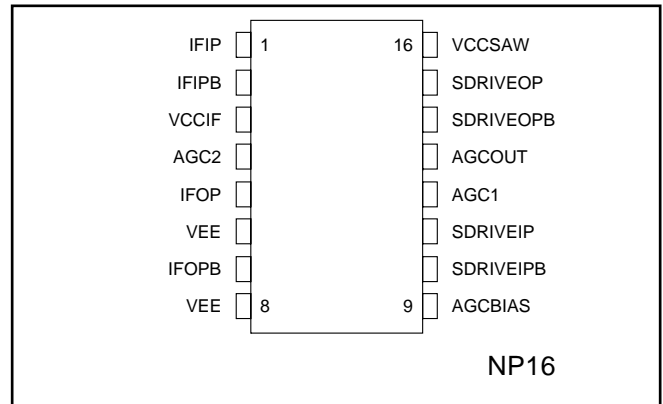 IFIP 1 16 VCCSAW
IFIPB SDRIVEOP
VCCIF SDRIVEOPB
AGC2 AGCOUT
IFOP AGC1
VEE SDRIVEIP
IFOPB SDRIVEIPB
VEE 8 9 AGCBIAS
NP16